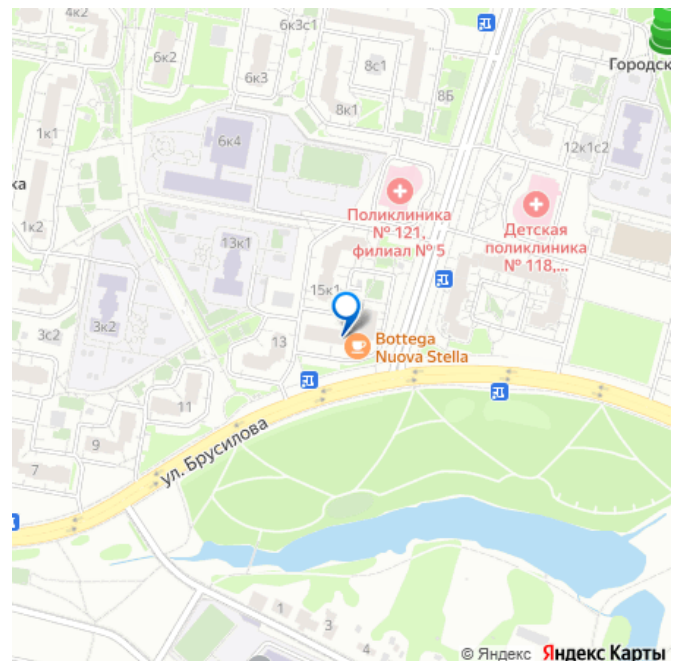 4к2
6к3с1
6к2
6к3
8с1
8Б
Городск
8к1
1к1
6к4
12к1с2
ка
Поликлиника
№ 121,
филиал № 5
Детская
поликлиника
№ 118,...
1к2
13к1
15к1
3к2
3с2
13
Bottega
Nuova Stella
11
9
7
ул. Брусилова
1
3
4
© Яндекс Яндекс Карты